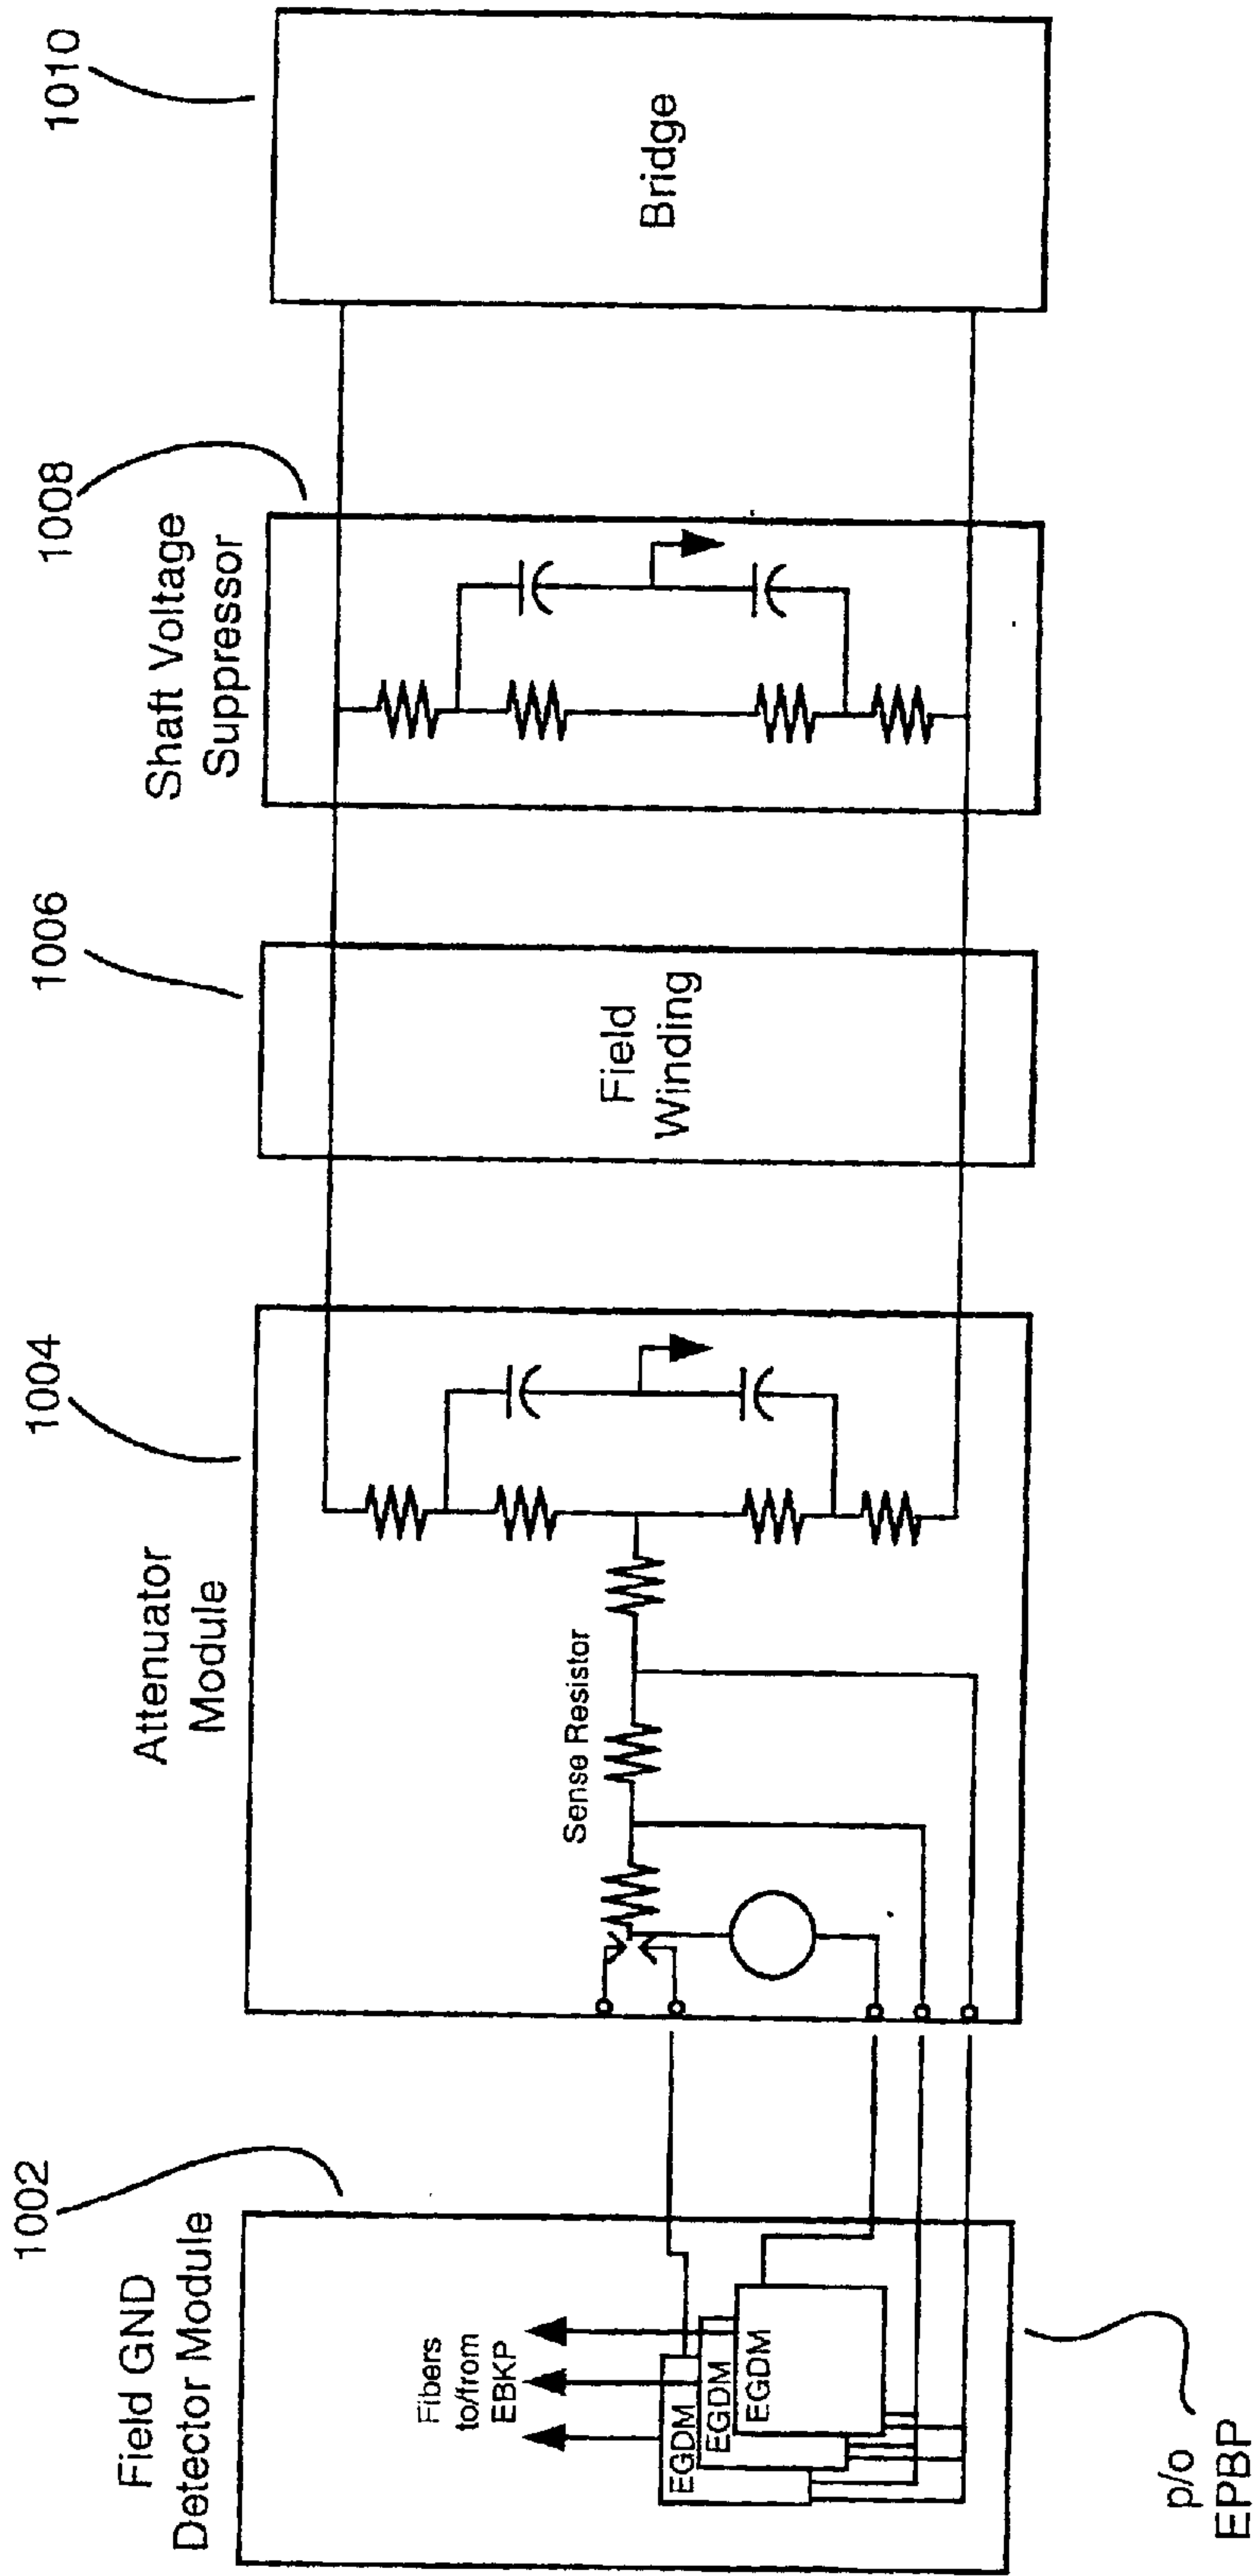 1002
Field GND
Detector Module
Fibers
to/from
EBKP
EGDM
EGDM
EGDM
p/o
EPBP
1004
Attenuator
Module
Sense Resistor
1006
Field
Winding
1008
Shaft Voltage
Suppressor
1010
Bridge